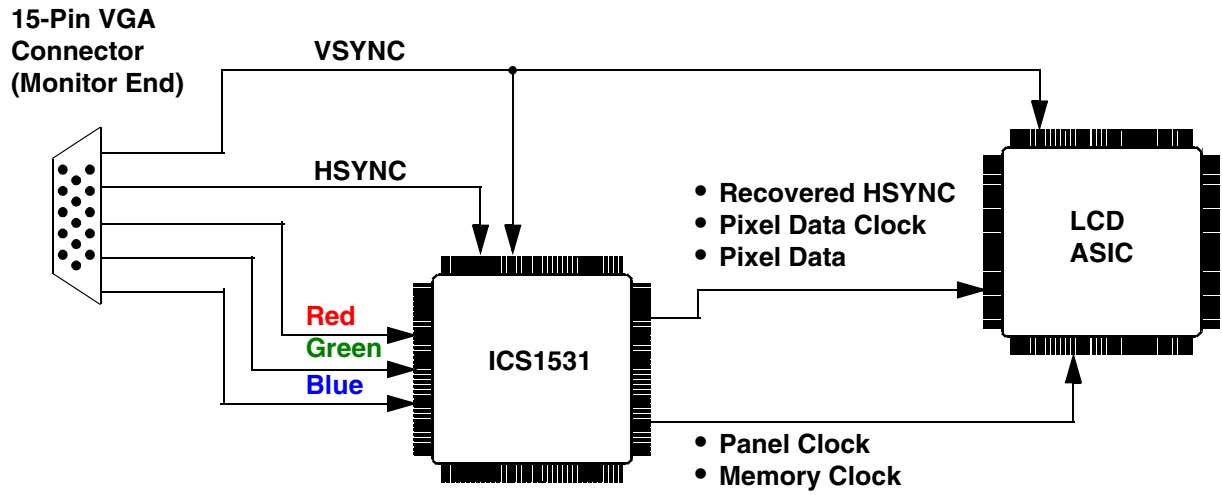 15-Pin VGA
Connector
(Monitor End)
VSYNC
HSYNC
Red
Green
Blue
ICS1531
• Recovered HSYNC
• Pixel Data Clock
• Pixel Data
LCD
ASIC
• Panel Clock
• Memory Clock